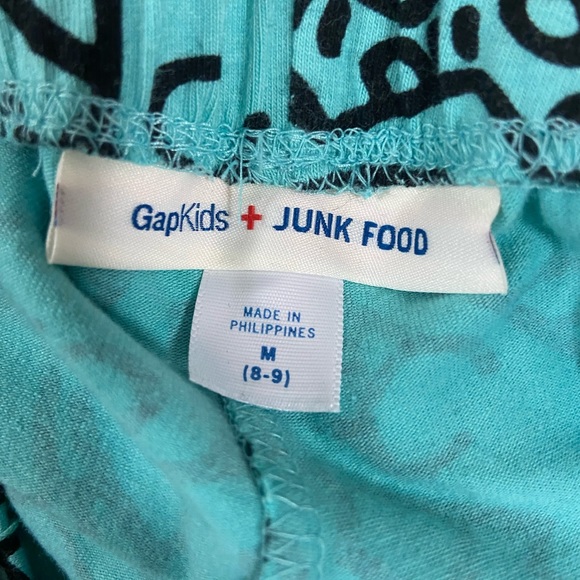 GapKids + JUNK FOOD
MADE IN
PHILIPPINES
M
(8-9)